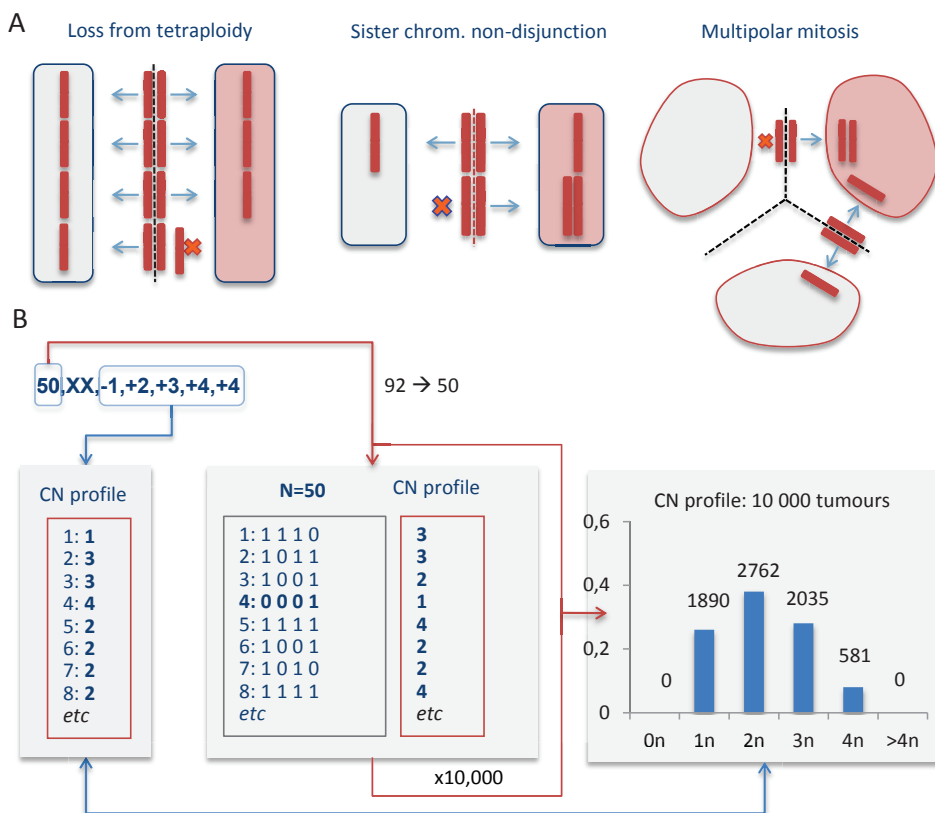 A
Loss from tetraploidy
Sister chrom. non-disjunction
Multipolar mitosis
B
50,XX,-1,+2,+3,+4,+4
92 → 50
CN profile
1: 1
2: 3
3: 3
4: 4
5: 2
6: 2
7: 2
8: 2
etc
N=50
CN profile
1: 1 1 1 0 3
2: 1 0 1 1 3
3: 1 0 0 1 2
4: 0 0 0 1 1
5: 1 1 1 1 4
6: 1 0 0 1 2
7: 1 0 1 0 2
8: 1 1 1 1 4
etc etc
x10,000
CN profile: 10 000 tumours
0,6
0,4
0,2
0
0
1890
2762
2035
581
0
0n 1n 2n 3n 4n >4n